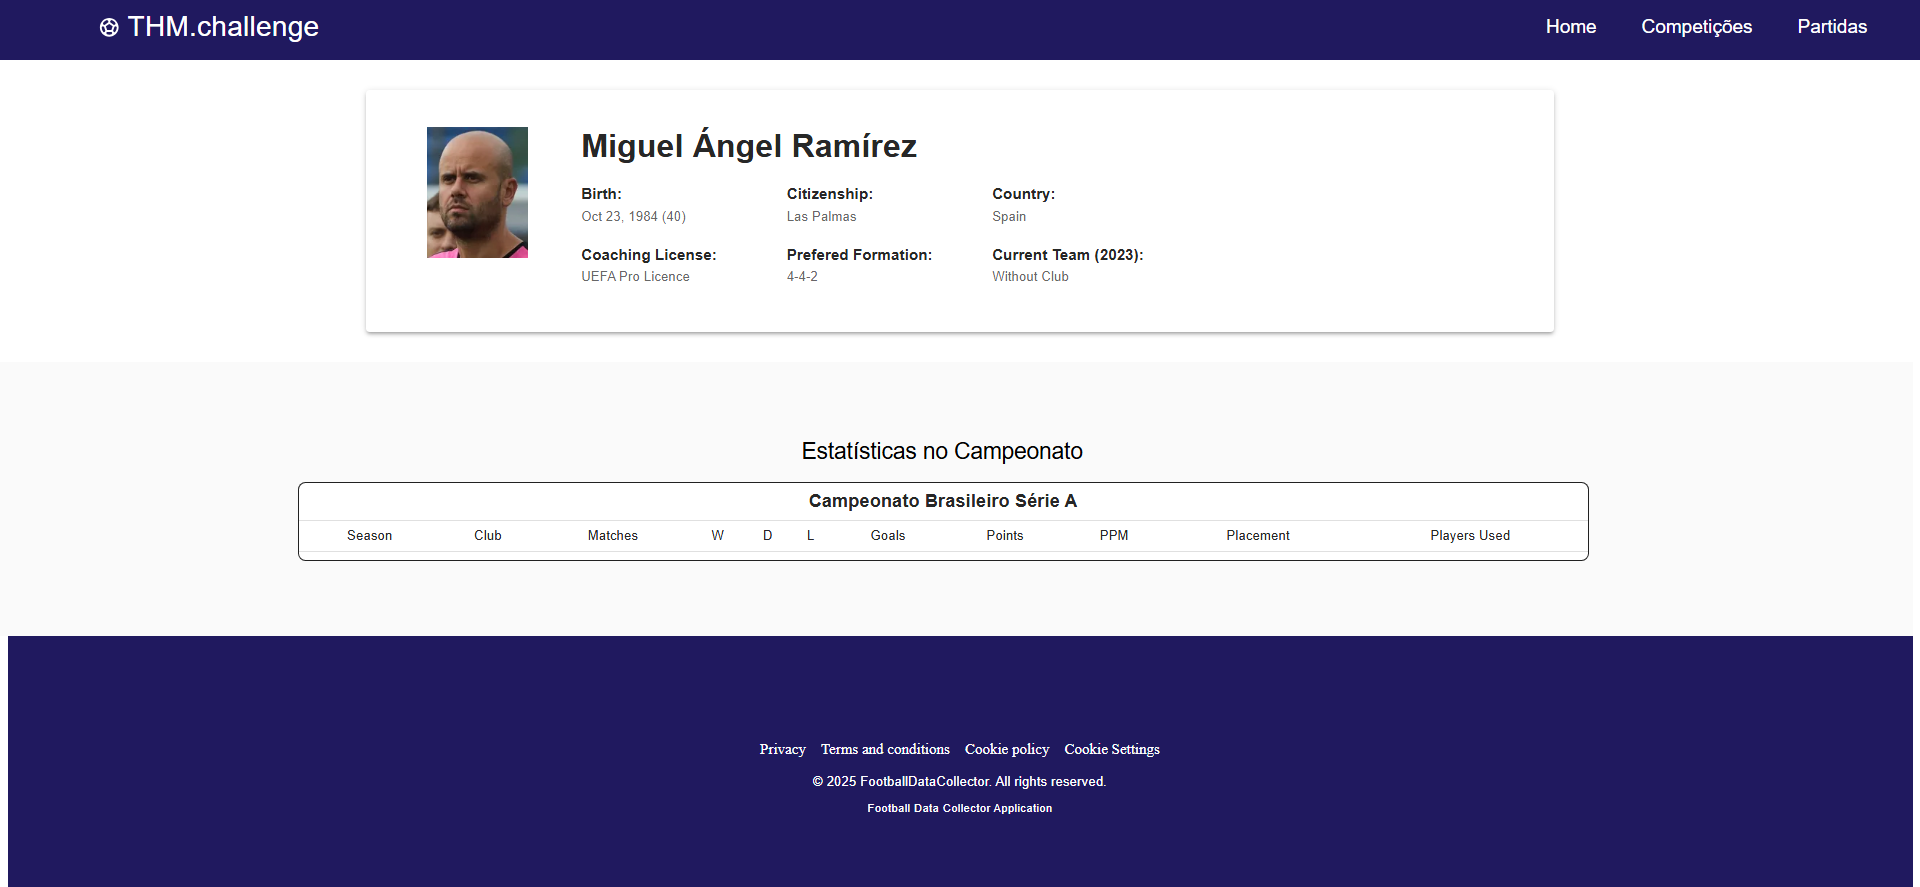 THM.challenge Home Competições Partidas
Miguel Ángel Ramírez
Birth: Citizenship: Country:
Oct 23, 1984 (40) Las Palmas Spain
Coaching License: Prefered Formation: Current Team (2023):
UEFA Pro Licence 4-4-2 Without Club
Estatísticas no Campeonato
Campeonato Brasileiro Série A
Season Club Matches W D L Goals Points PPM Placement Players Used
Privacy Terms and conditions Cookie policy Cookie Settings
© 2025 FootballDataCollector. All rights reserved.
Football Data Collector Application